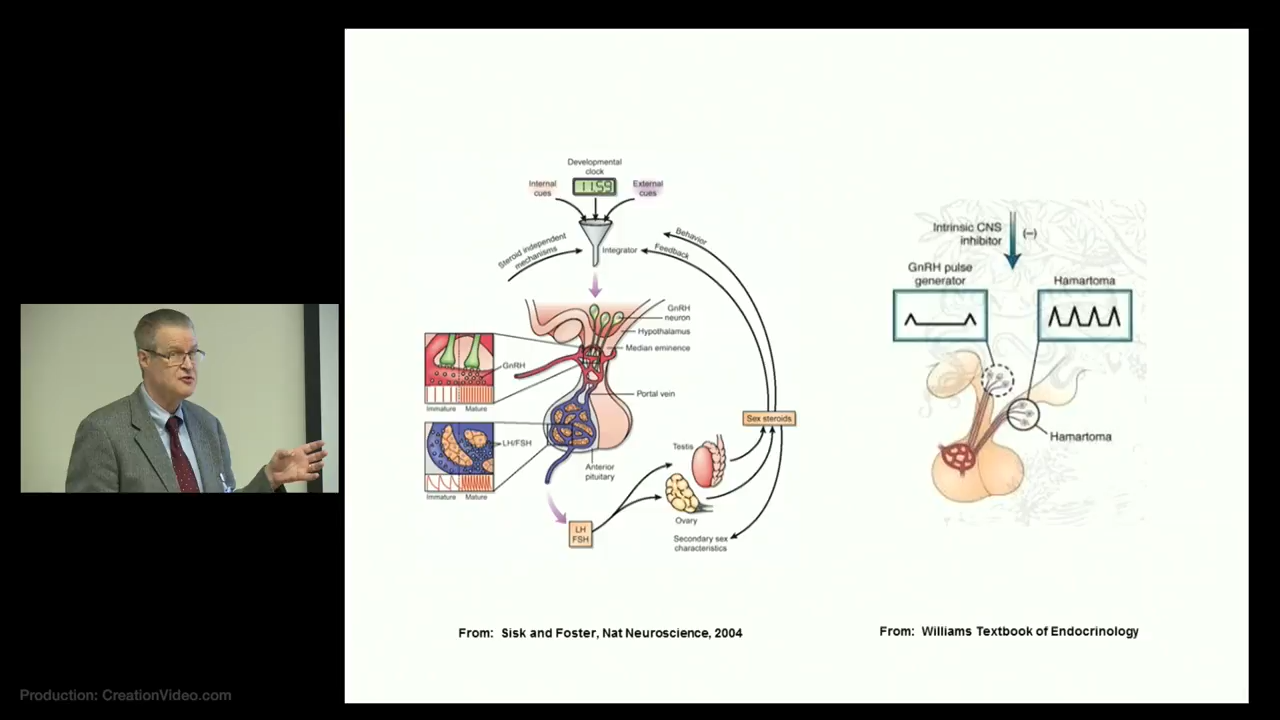 Developmental
clock
Internal
cues
11:59
External
cues
Steroid independent
mechanisms
Integrator
Behavior
Feedback
GnRH
neuron
Hypothalamus
Median eminence
GnRH
Immature Mature
Portal vein
LH/FSH
Immature Mature
Anterior
pituitary
LH
FSH
Testis
Ovary
Sex steroids
Secondary sex
characteristics
From: Sisk and Foster, Nat Neuroscience, 2004
Intrinsic CNS
inhibitor
(−)
GnRH pulse
generator
Hamartoma
Hamartoma
From: Williams Textbook of Endocrinology
Production: CreationVideo.com